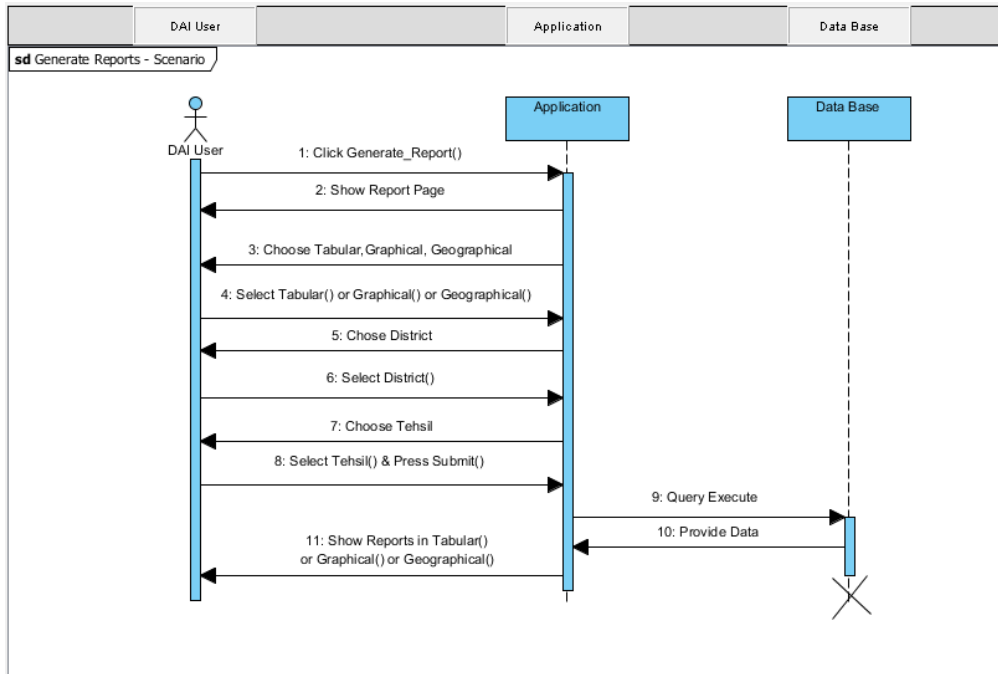 DAI User
Application
Data Base
sd Generate Reports - Scenario
Application
Data Base
DAI User
1: Click Generate_Report()
2: Show Report Page
3: Choose Tabular,Graphical, Geographical
4: Select Tabular() or Graphical() or Geographical()
5: Chose District
6: Select District()
7: Choose Tehsil
8: Select Tehsil() & Press Submit()
9: Query Execute
10: Provide Data
11: Show Reports in Tabular()
or Graphical() or Geographical()